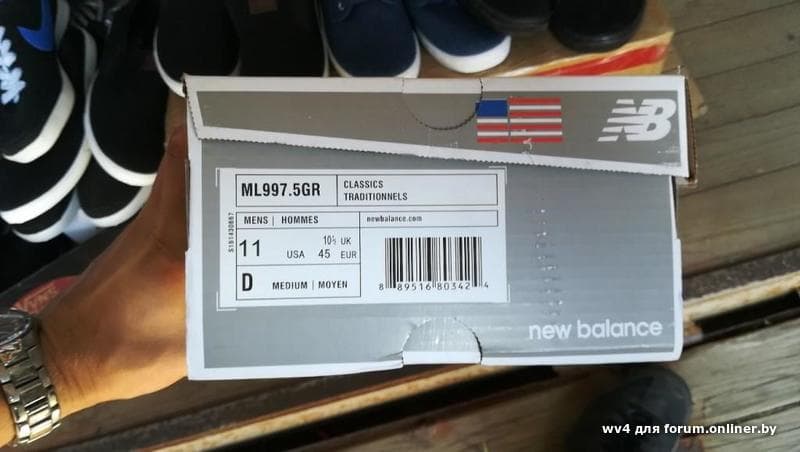 NB
ML997.5GR
CLASSICS
TRADITIONNELS
MENS | HOMMES
newbalance.com
11 USA
10½ UK
45 EUR
D MEDIUM | MOYEN
8 89516 80342 4
new balance
wv4 для forum.onliner.by